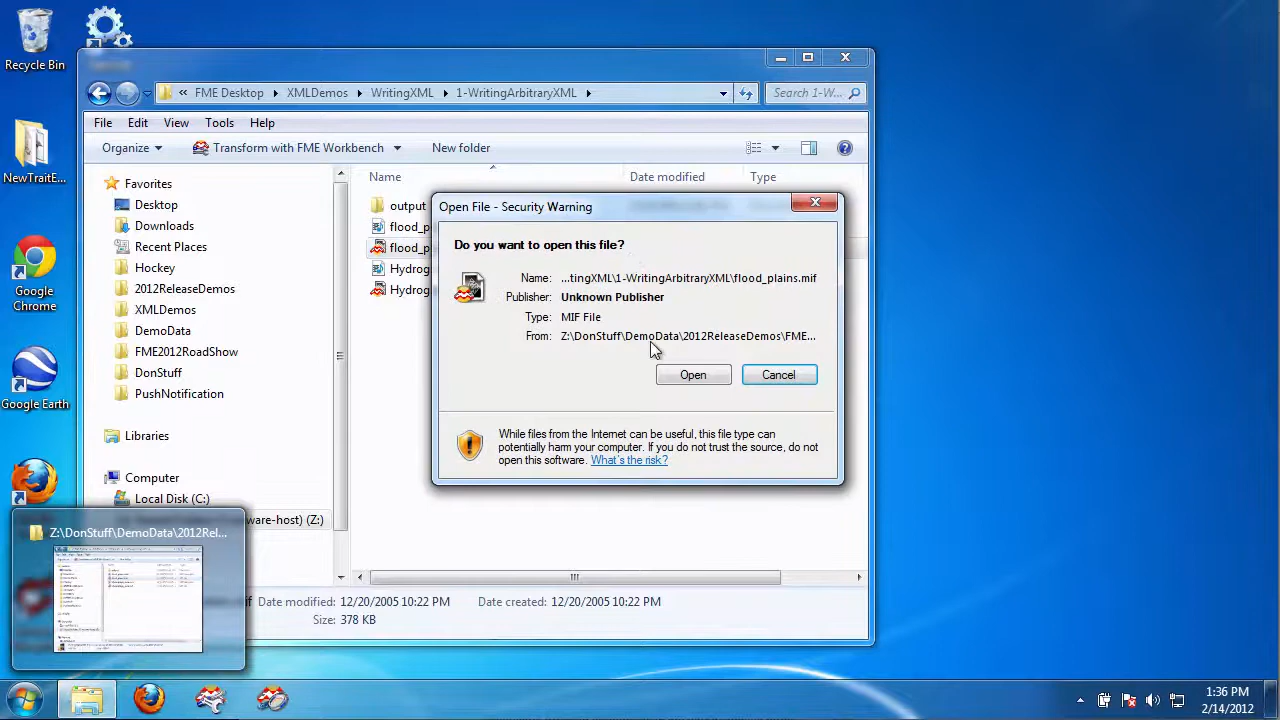 Recycle Bin
NewTraitE...
Google Chrome
Google Earth
FME Desktop
XMLDemos
WritingXML
1-WritingArbitraryXML
Search 1-W...
File
Edit
View
Tools
Help
Organize
Transform with FME Workbench
New folder
Name
Date modified
Type
Favorites
Desktop
Downloads
Recent Places
Hockey
2012ReleaseDemos
XMLDemos
DemoData
FME2012RoadShow
DonStuff
PushNotification
Libraries
Computer
Local Disk (C:)
ware-host) (Z:)
output
flood_p
flood_p
Hydrog
Hydrog
Open File - Security Warning
Do you want to open this file?
Name: ...tingXML\1-WritingArbitraryXML\flood_plains.mif
Publisher: Unknown Publisher
Type: MIF File
From: Z:\DonStuff\DemoData\2012ReleaseDemos\FME...
Open
Cancel
While files from the Internet can be useful, this file type can
potentially harm your computer. If you do not trust the source, do not
open this software. What's the risk?
Z:\DonStuff\DemoData\2012Rel...
Date modified: 12/20/2005 10:22 PM
Date created: 12/20/2005 10:22 PM
Size: 378 KB
1:36 PM
2/14/2012